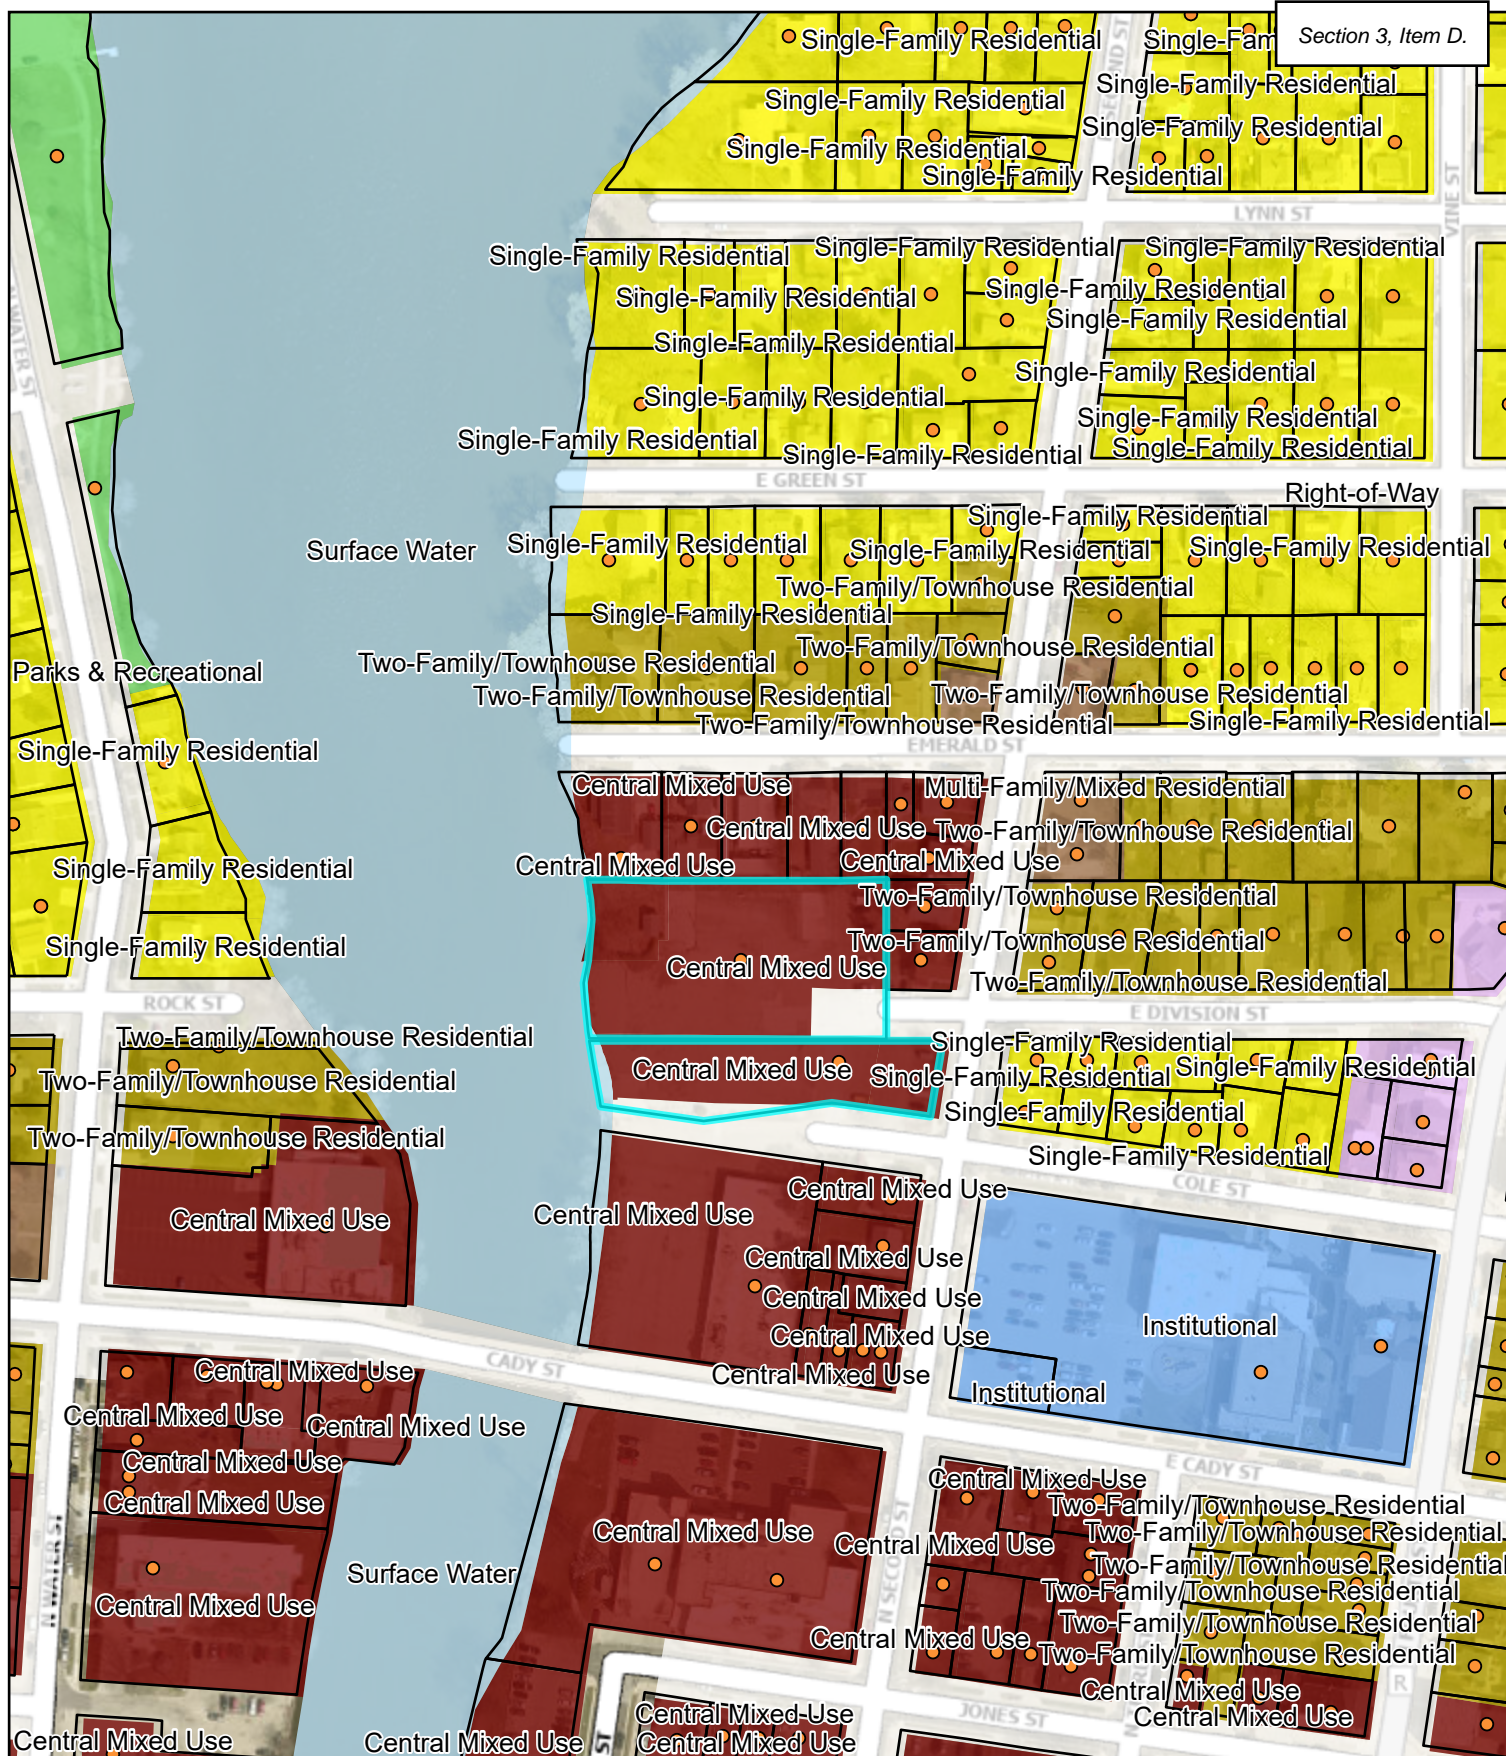 Section 3, Item D.
Single-Family Residential
Single-Fam
SECOND ST
Single-Family Residential
Single-Family Residential
Single-Family Residential
Single-Family Residential
Single-Family Residential
VINE ST
LYNN ST
Single-Family Residential
Single-Family Residential
Single-Family Residential
Single-Family Residential
Single-Family Residential
Single-Family Residential
WATER ST
Single-Family Residential
Single-Family Residential
Single-Family Residential
Single-Family Residential
Single-Family Residential
Single-Family Residential
Single-Family Residential
E GREEN ST
Right-of-Way
Single-Family Residential
Surface Water
Single-Family Residential
Single-Family Residential
Single-Family Residential
Two-Family/Townhouse Residential
Single-Family Residential
Two-Family/Townhouse Residential
Two-Family/Townhouse Residential
Parks & Recreational
Two-Family/Townhouse Residential
Two-Family/Townhouse Residential
Two-Family/Townhouse Residential
Single-Family Residential
EMERALD ST
Single-Family Residential
Central Mixed Use
Multi-Family/Mixed Residential
Central Mixed Use
Two-Family/Townhouse Residential
Single-Family Residential
Central Mixed Use
Central Mixed Use
Two-Family/Townhouse Residential
Single-Family Residential
Two-Family/Townhouse Residential
Central Mixed Use
Two-Family/Townhouse Residential
ROCK ST
E DIVISION ST
Two-Family/Townhouse Residential
Single-Family Residential
Two-Family/Townhouse Residential
Central Mixed Use
Single-Family Residential
Single-Family Residential
Single-Family Residential
Two-Family/Townhouse Residential
Single-Family Residential
COLE ST
Central Mixed Use
Central Mixed Use
Central Mixed Use
Central Mixed Use
Central Mixed Use
Institutional
Central Mixed Use
CADY ST
Central Mixed Use
Central Mixed Use
Institutional
Central Mixed Use
Central Mixed Use
Central Mixed Use
E CADY ST
Central Mixed Use
Central Mixed Use
Two-Family/Townhouse Residential
Central Mixed Use
Two-Family/Townhouse Residential
Central Mixed Use
Two-Family/Townhouse Residential
Surface Water
N WATER ST
N SECOND ST
Two-Family/Townhouse Residential
Central Mixed Use
Two-Family/Townhouse Residential
Central Mixed Use
Two-Family/Townhouse Residential
R
Central Mixed Use
JONES ST
Central Mixed Use
Central Mixed Use
Central Mixed Use
Central Mixed Use
ST
Central Mixed Use